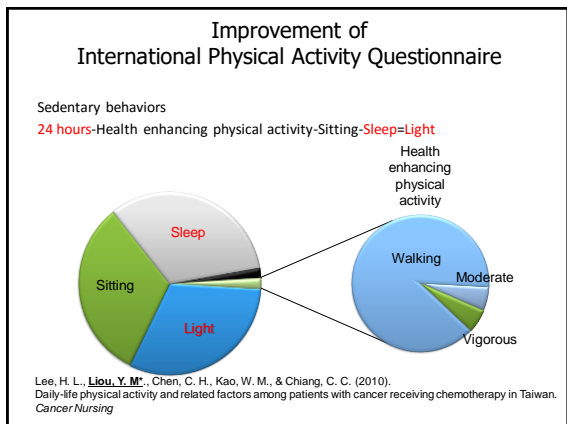 Improvement of
International Physical Activity Questionnaire
Sedentary behaviors
24 hours-Health enhancing physical activity-Sitting-Sleep=Light
Health
enhancing
physical
activity
Sleep
Sitting
Light
Walking
Moderate
Vigorous
Lee, H. L., Liou, Y. M*., Chen, C. H., Kao, W. M., & Chiang, C. C. (2010).
Daily-life physical activity and related factors among patients with cancer receiving chemotherapy in Taiwan.
Cancer Nursing